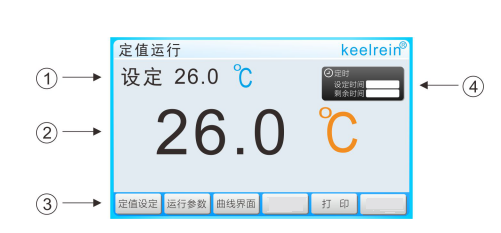 定值运行 keelrein®
① 设定 26.0 ℃
定时
设定时间
剩余时间
④
② 26.0 ℃
③ 定值设定 运行参数 曲线界面 打 印